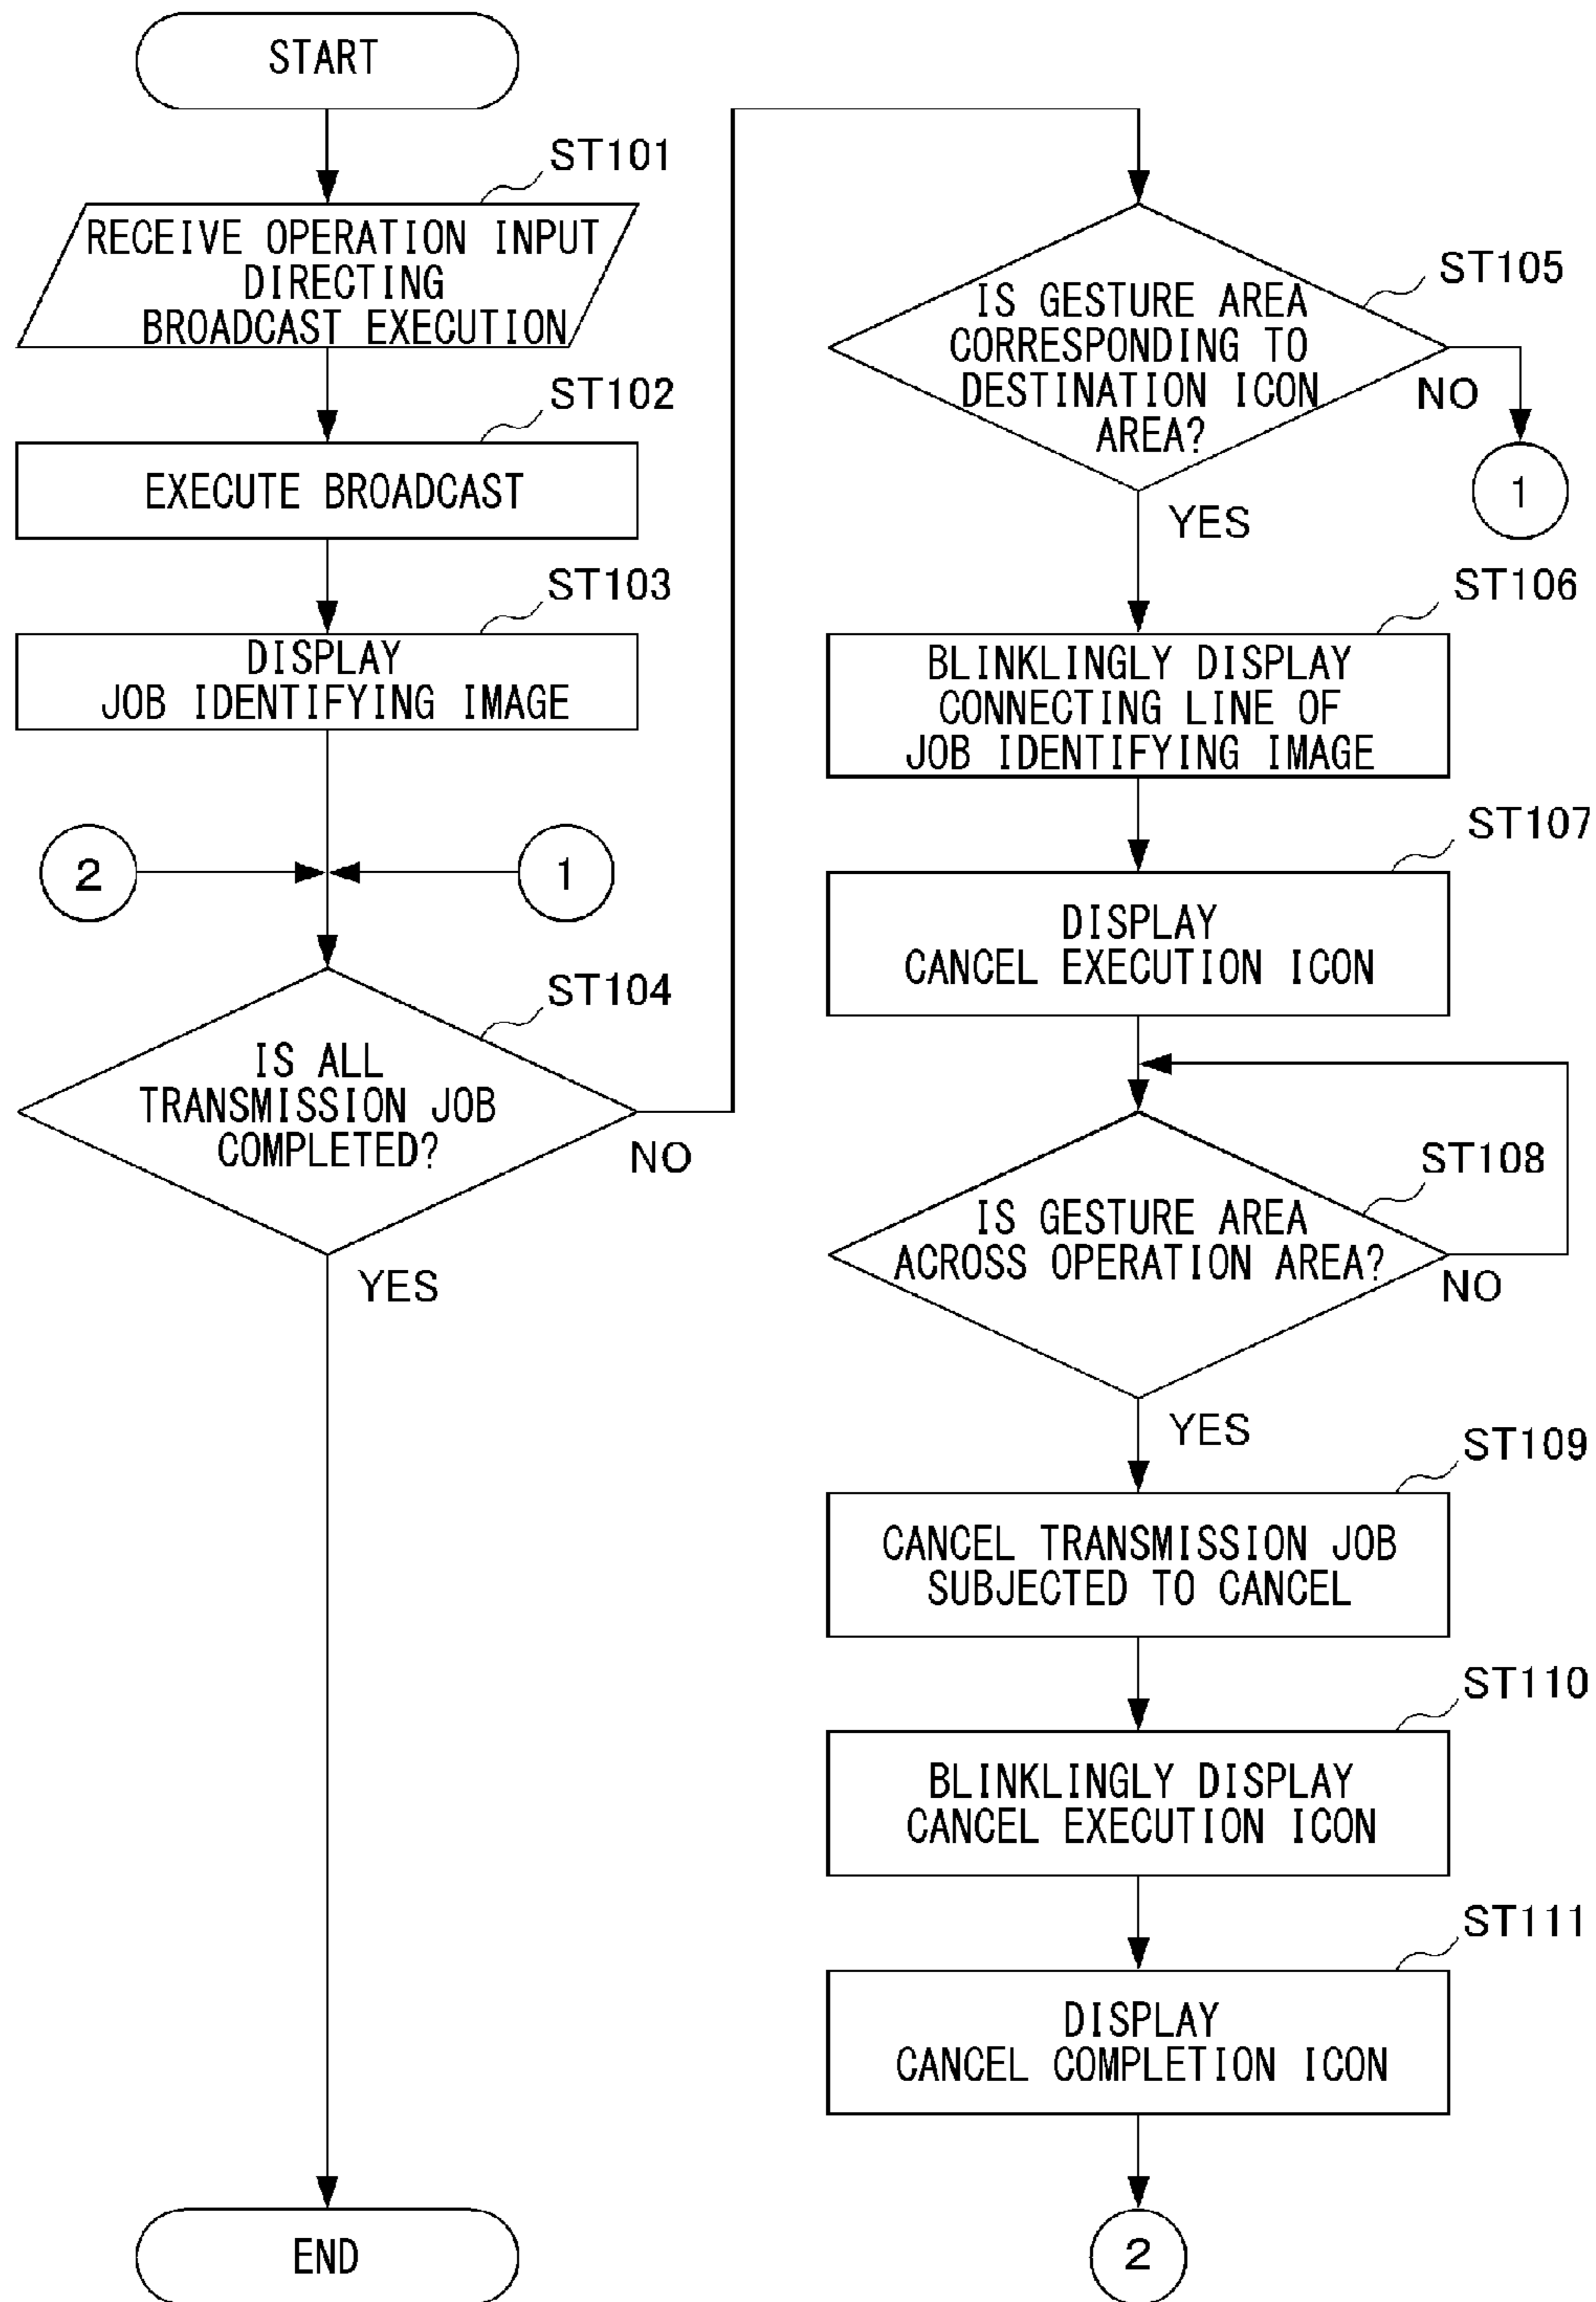 START
ST101
RECEIVE OPERATION INPUT
DIRECTING
BROADCAST EXECUTION
ST102
EXECUTE BROADCAST
ST103
DISPLAY
JOB IDENTIFYING IMAGE
2
1
ST104
IS ALL
TRANSMISSION JOB
COMPLETED?
NO
YES
END
ST105
IS GESTURE AREA
CORRESPONDING TO
DESTINATION ICON
AREA?
NO
1
YES
ST106
BLINKLINGLY DISPLAY
CONNECTING LINE OF
JOB IDENTIFYING IMAGE
ST107
DISPLAY
CANCEL EXECUTION ICON
ST108
IS GESTURE AREA
ACROSS OPERATION AREA?
NO
YES
ST109
CANCEL TRANSMISSION JOB
SUBJECTED TO CANCEL
ST110
BLINKLINGLY DISPLAY
CANCEL EXECUTION ICON
ST111
DISPLAY
CANCEL COMPLETION ICON
2